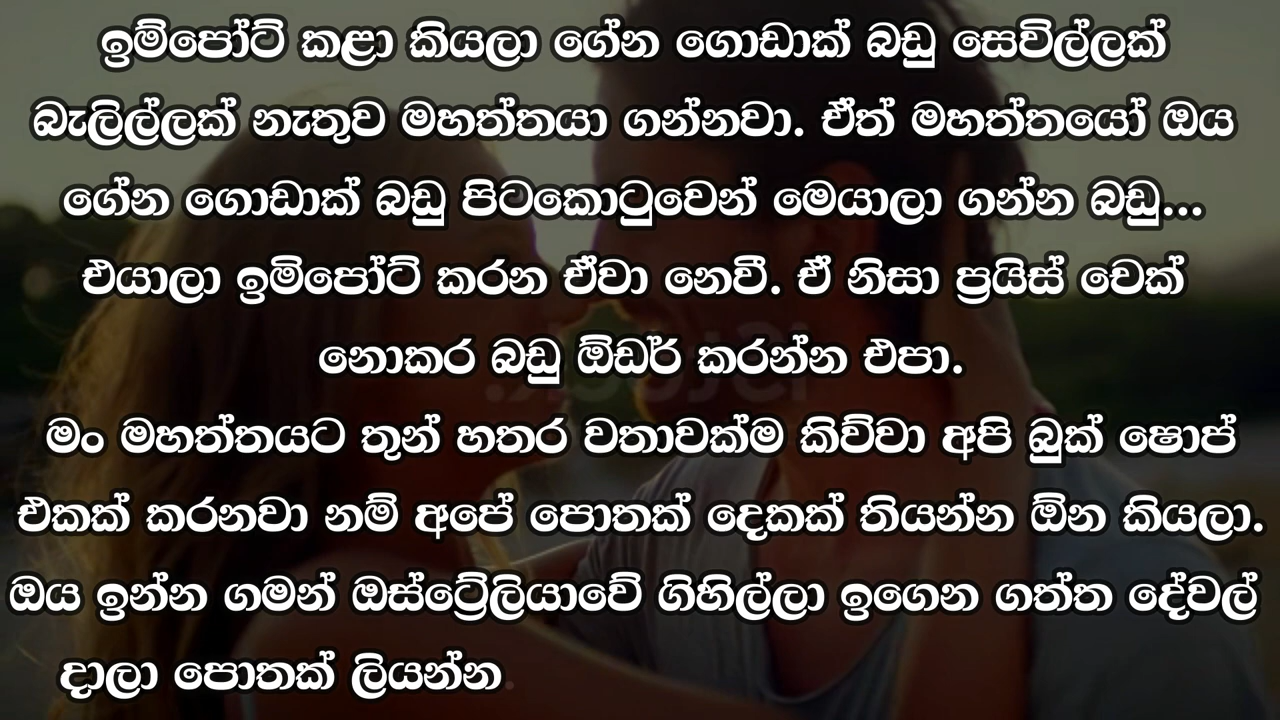 ඉම්පෝට් කළා කියලා ගේන ගොඩාක් බඩු සෙවිල්ලක්
බැලිල්ලක් නැතුව මහත්තයා ගන්නවා. ඒත් මහත්තයෝ ඔය
ගේන ගොඩාක් බඩු පිටකොටුවෙන් මෙයාලා ගන්න බඩු...
එයාලා ඉම්පෝට් කරන ඒවා නෙවී. ඒ නිසා ප්‍රයිස් චෙක්
නොකර බඩු ඕඩර් කරන්න එපා.
මං මහත්තයට තුන් හතර වතාවක්ම කිව්වා අපි බුක් ෂොප්
එකක් කරනවා නම් අපේ පොතක් දෙකක් තියන්න ඕන කියලා.
ඔය ඉන්න ගමන් ඔස්ට්‍රේලියාවේ ගිහිල්ලා ඉගෙන ගත්ත දේවල්
දාලා පොතක් ලියන්න.